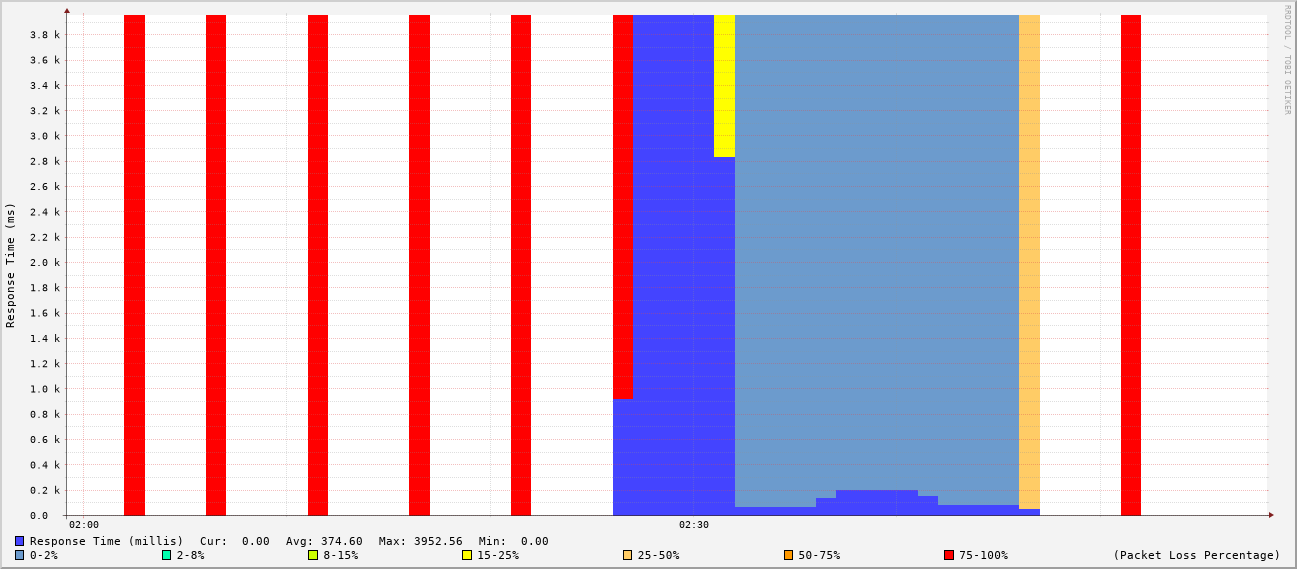 RRDTOOL / TOBI OETIKER
Response Time (ms)
3.8 k
3.6 k
3.4 k
3.2 k
3.0 k
2.8 k
2.6 k
2.4 k
2.2 k
2.0 k
1.8 k
1.6 k
1.4 k
1.2 k
1.0 k
0.8 k
0.6 k
0.4 k
0.2 k
0.0
02:00 02:30
Response Time (millis) Cur: 0.00 Avg: 374.60 Max: 3952.56 Min: 0.00
0-2% 2-8% 8-15% 15-25% 25-50% 50-75% 75-100% (Packet Loss Percentage)